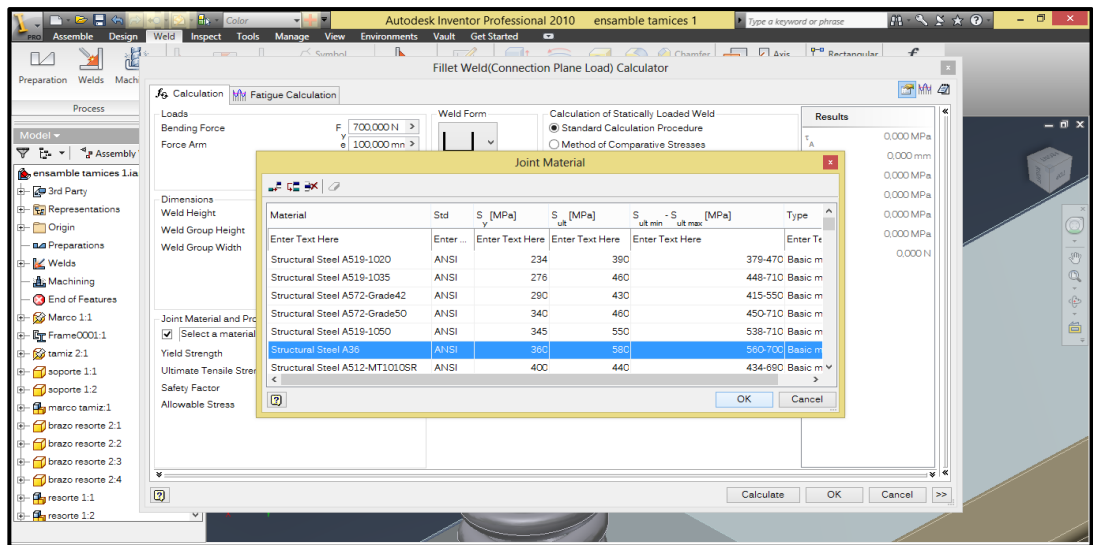 Color
Autodesk Inventor Professional 2010 ensamble tamices 1
Type a keyword or phrase
PRO Assemble Design Weld Inspect Tools Manage View Environments Vault Get Started
Symbol Chamfer Axis Rectangular
Preparation Welds Mach
Process
Fillet Weld(Connection Plane Load) Calculator
Calculation Fatigue Calculation
Loads
Bending Force F y 700,000 N >
Force Arm e 100,000 mm >
Weld Form
Calculation of Statically Loaded Weld
Standard Calculation Procedure
Method of Comparative Stresses
Results
τ A 0,000 MPa
0,000 mm
0,000 MPa
0,000 MPa
0,000 MPa
0,000 MPa
0,000 N
Dimensions
Weld Height
Weld Group Height
Weld Group Width
Joint Material and Pro
Select a material
Yield Strength
Ultimate Tensile Stren
Safety Factor
Allowable Stress
Joint Material
Material Std S y [MPa] S ult [MPa] S ult min - S ult max [MPa] Type
Enter Text Here Enter ... Enter Text Here Enter Text Here Enter Text Here Enter Te
Structural Steel A519-1020 ANSI 234 390 379-470 Basic m
Structural Steel A519-1035 ANSI 276 460 448-710 Basic m
Structural Steel A572-Grade42 ANSI 290 430 415-550 Basic m
Structural Steel A572-Grade50 ANSI 340 460 450-710 Basic m
Structural Steel A519-1050 ANSI 345 550 538-710 Basic m
Structural Steel A36 ANSI 360 580 560-700 Basic m
Structural Steel A512-MT1010SR ANSI 400 440 434-690 Basic m
OK Cancel
Calculate OK Cancel >>
Model
Assembly
ensamble tamices 1.ia
3rd Party
Representations
Origin
Preparations
Welds
Machining
End of Features
Marco 1:1
Frame0001:1
tamiz 2:1
soporte 1:1
soporte 1:2
marco tamiz:1
brazo resorte 2:1
brazo resorte 2:2
brazo resorte 2:3
brazo resorte 2:4
resorte 1:1
resorte 1:2